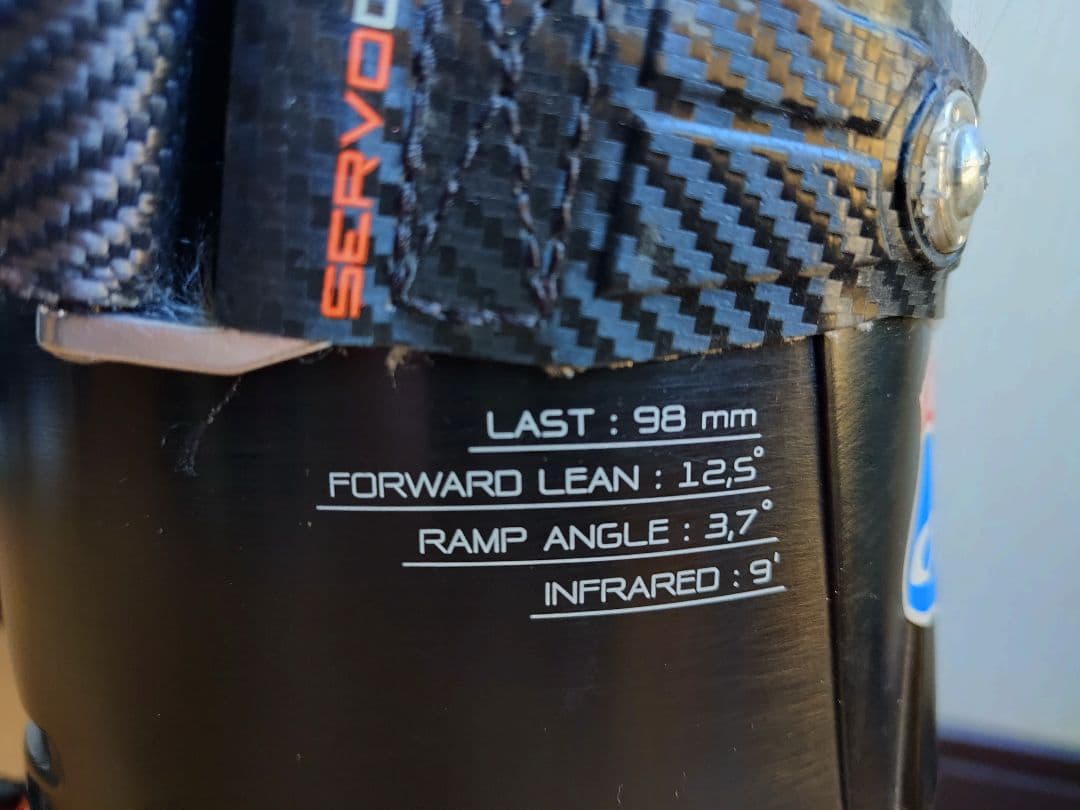 SERVO
LAST : 98 mm
FORWARD LEAN : 12,5°
RAMP ANGLE : 3,7°
INFRARED : 9'